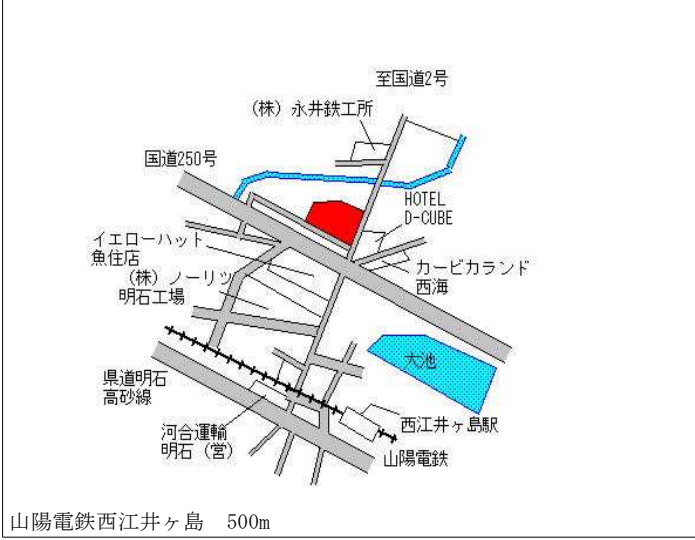 至国道2号
(株) 永井鉄工所
国道250号
HOTEL
D-CUBE
イエローハット
魚住店
カービカランド
西海
(株) ノーリツ
明石工場
大池
県道明石
高砂線
西江井ヶ島駅
河合運輸
明石 (営)
山陽電鉄
山陽電鉄西江井ヶ島 500m